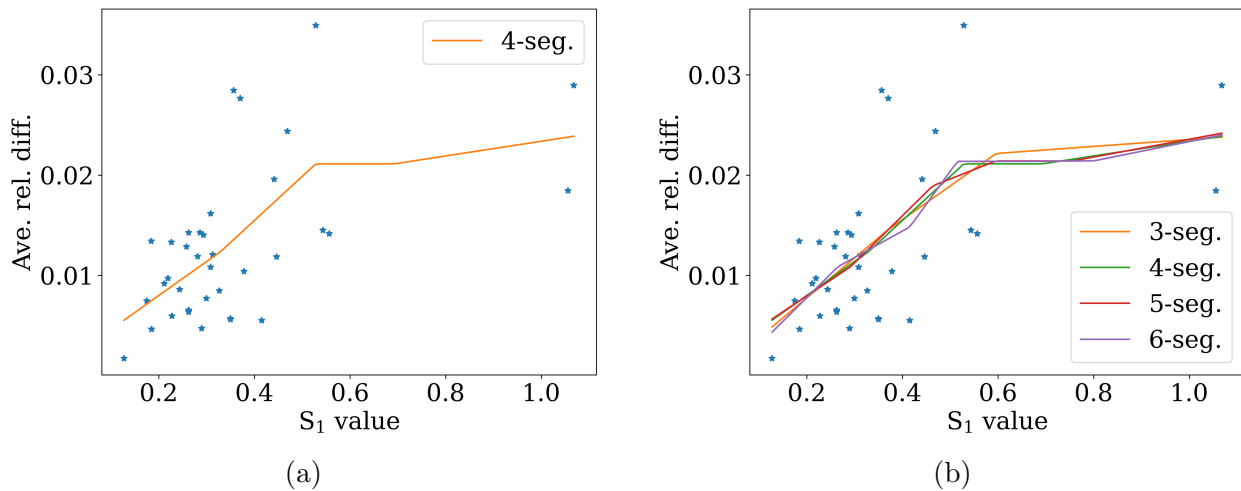 4-seg.
0.03
0.02
0.01
Ave. rel. diff.
0.2 0.4 0.6 0.8 1.0
S₁ value
(a)
3-seg.
4-seg.
5-seg.
6-seg.
0.03
0.02
0.01
Ave. rel. diff.
0.2 0.4 0.6 0.8 1.0
S₁ value
(b)